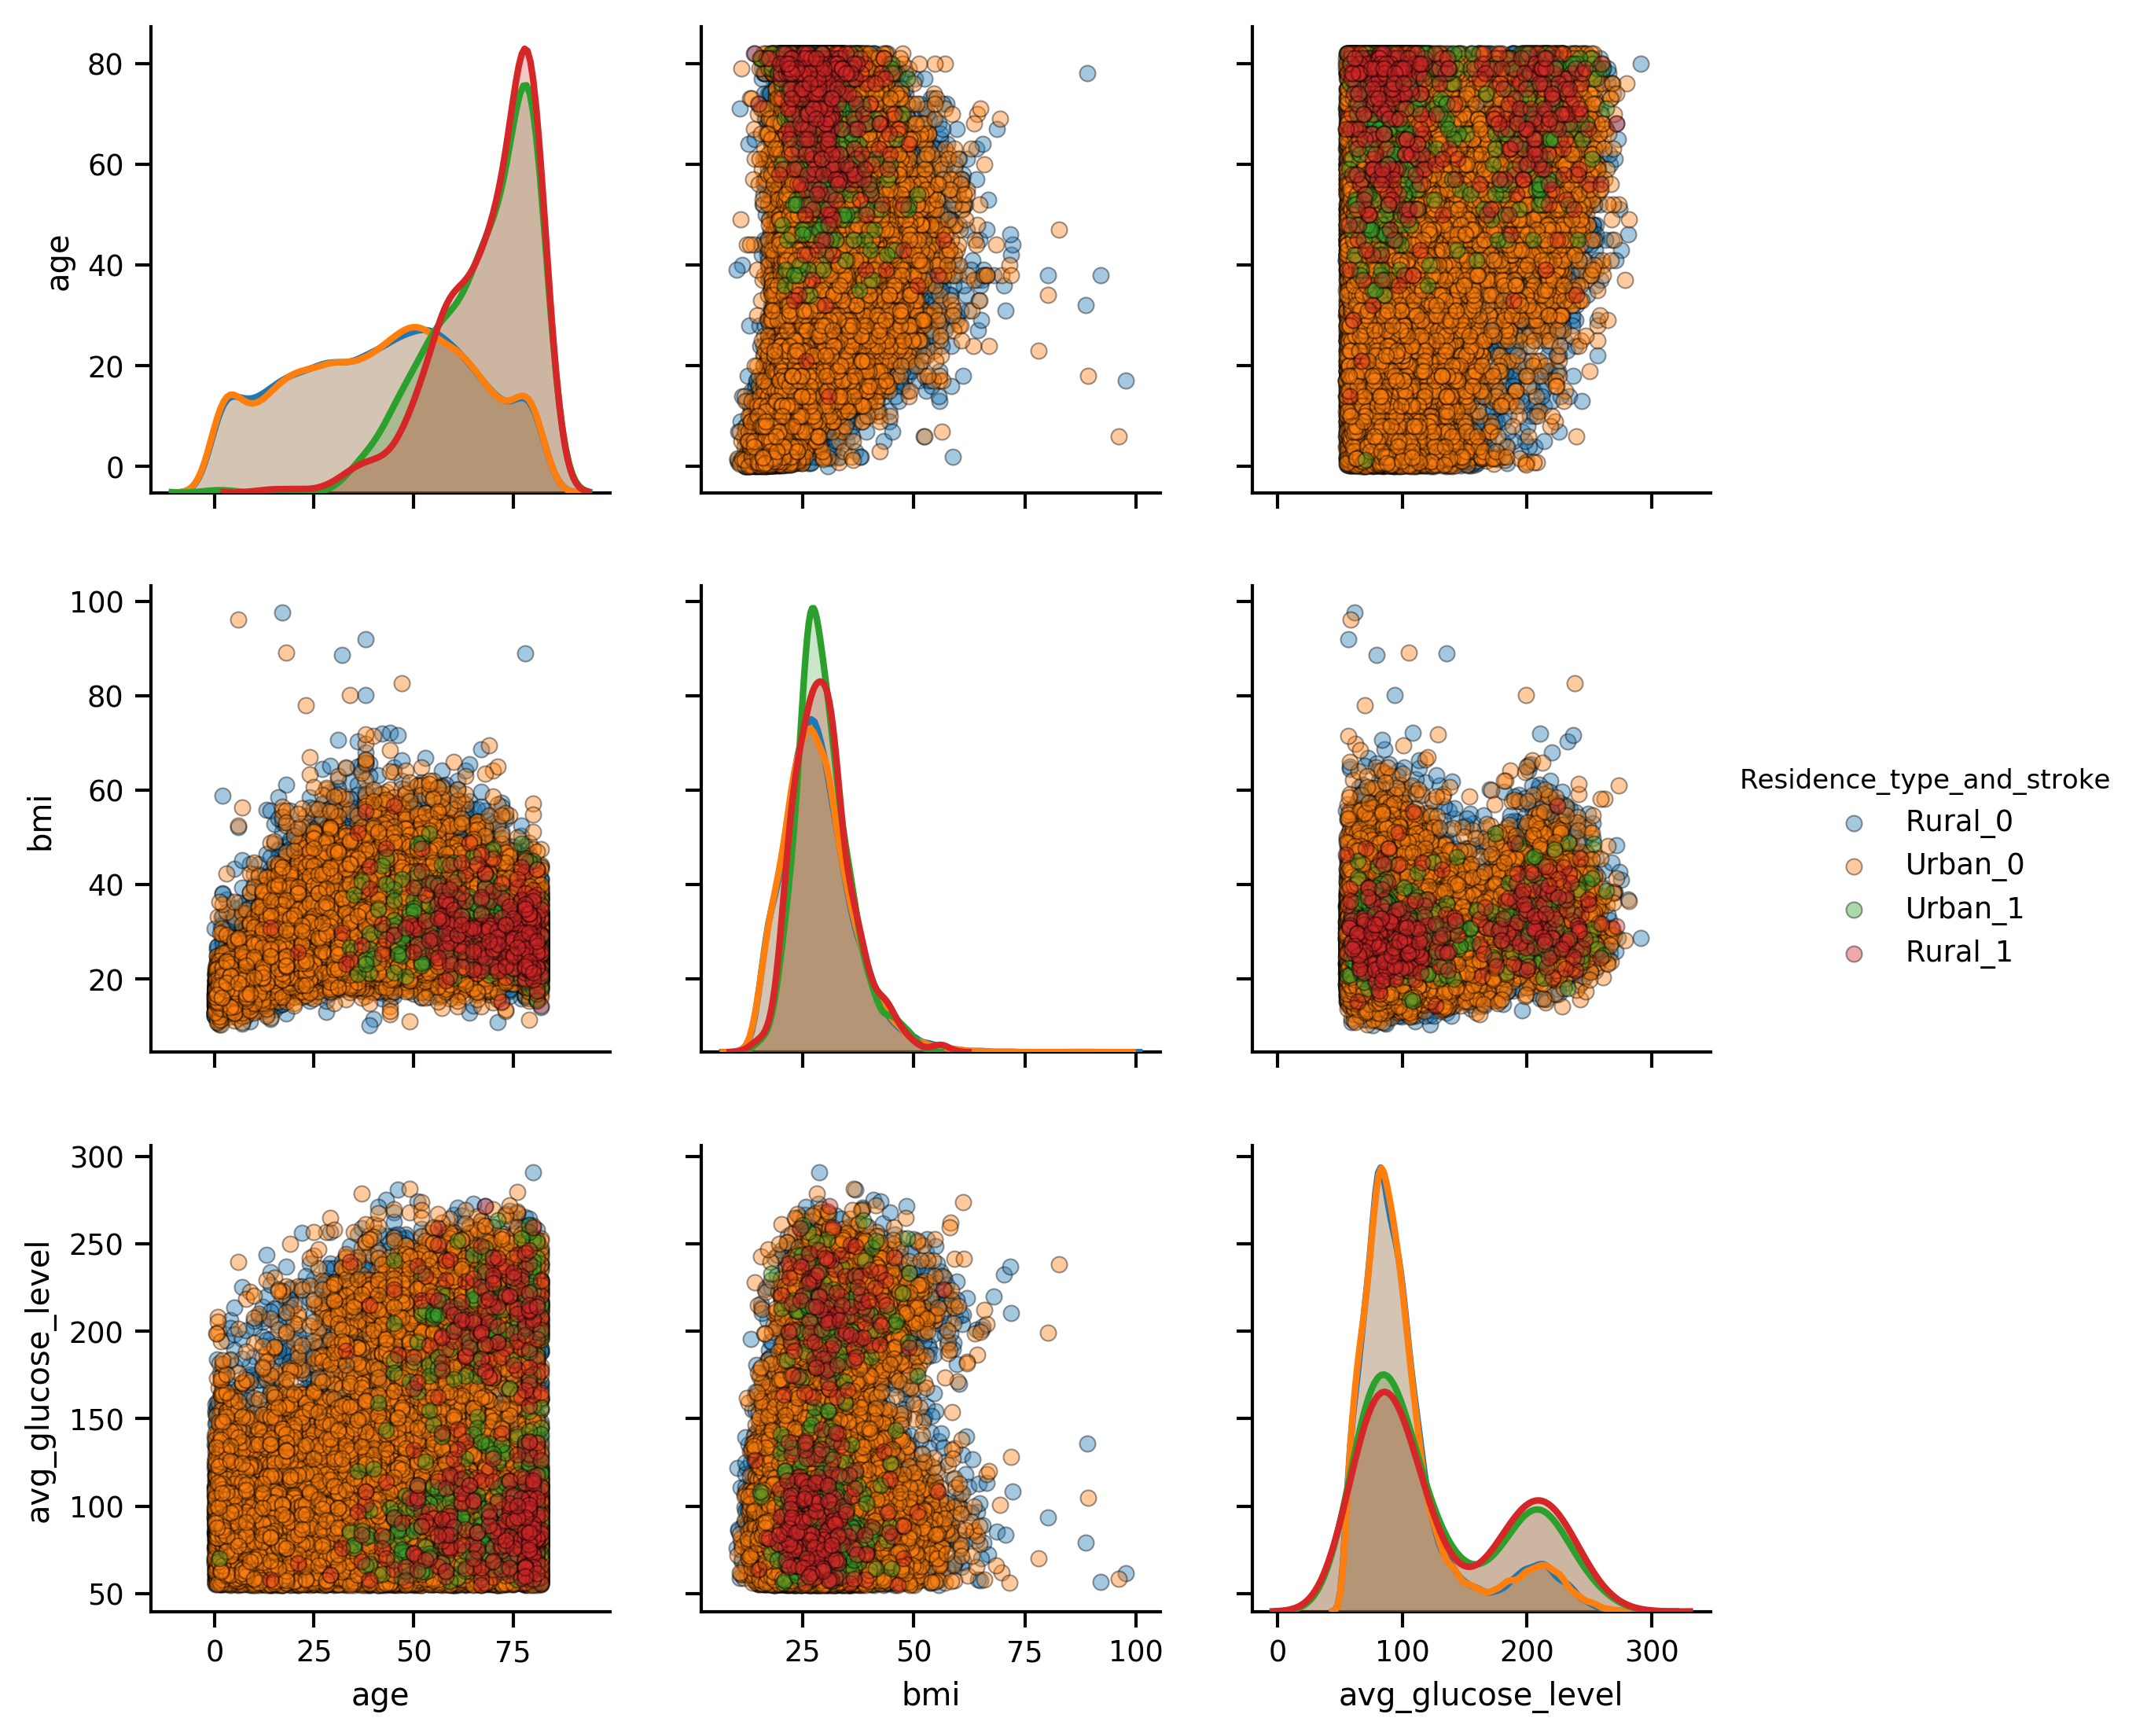 80
60
40
20
0
age
100
80
60
40
20
bmi
Residence_type_and_stroke
Rural_0
Urban_0
Urban_1
Rural_1
300
250
200
150
100
50
avg_glucose_level
0 25 50 75
25 50 75 100
0 100 200 300
age
bmi
avg_glucose_level